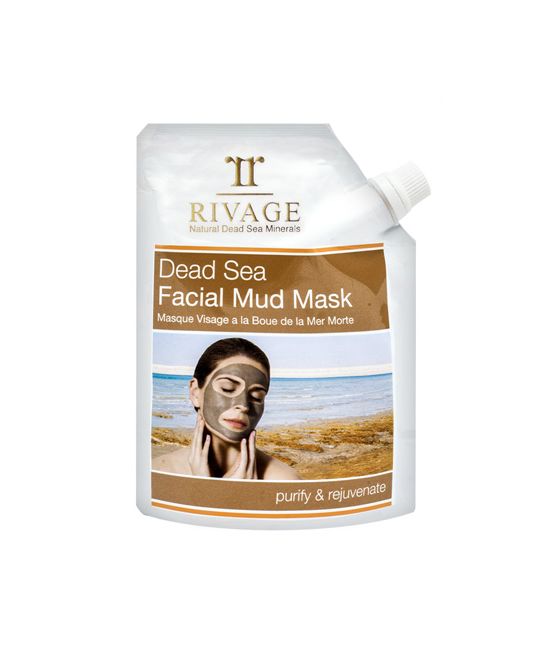 RIVAGE
Natural Dead Sea Minerals
Dead Sea
Facial Mud Mask
Masque Visage a la Boue de la Mer Morte
purify & rejuvenate